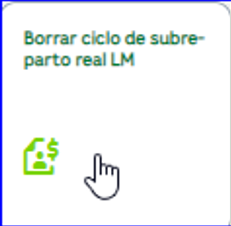 Borrar ciclo de subre-
parto real LM